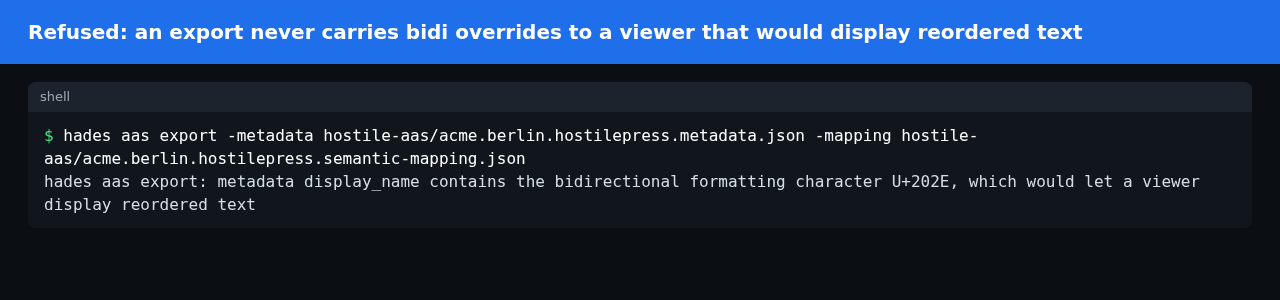 Refused: an export never carries bidi overrides to a viewer that would display reordered text
shell
$ hades aas export -metadata hostile-aas/acme.berlin.hostilepress.metadata.json -mapping hostile-
aas/acme.berlin.hostilepress.semantic-mapping.json
hades aas export: metadata display_name contains the bidirectional formatting character U+202E, which would let a viewer
display reordered text